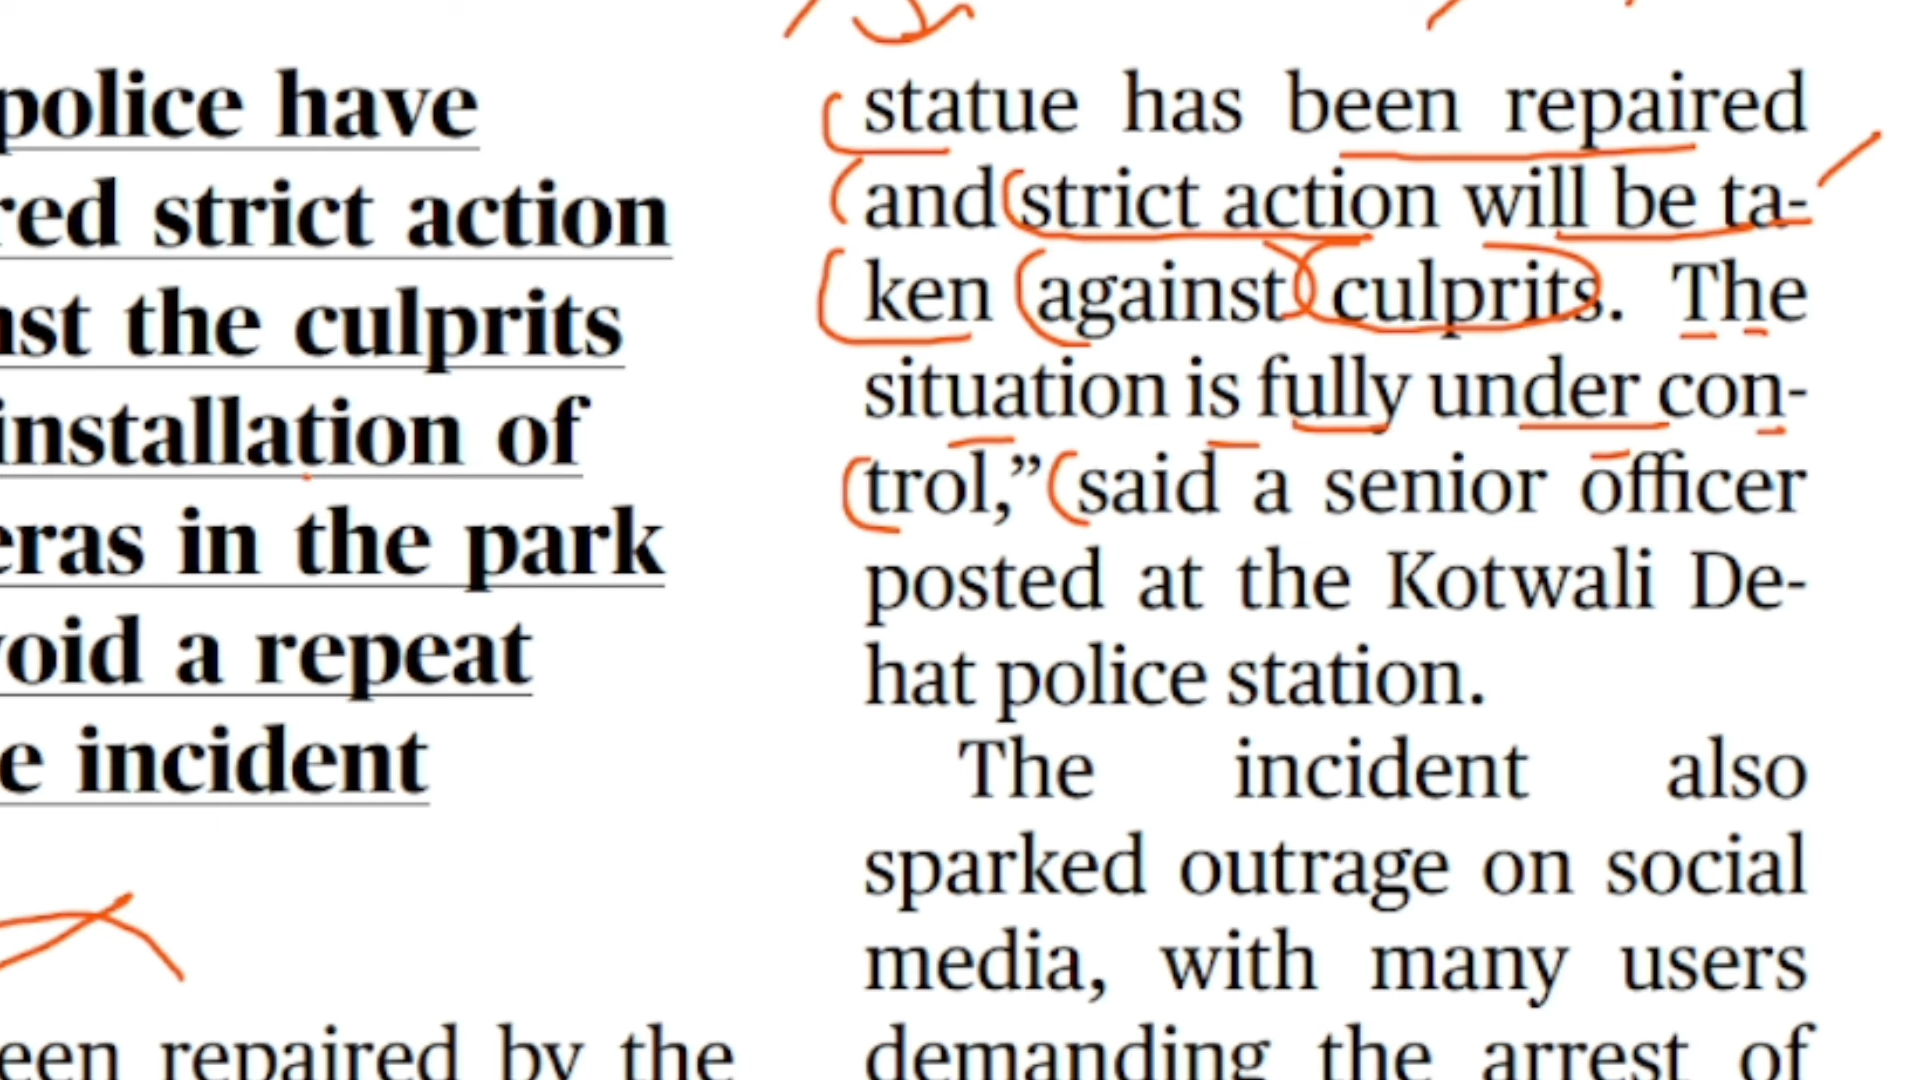 police have
red strict action
the culprits
installation of
in the park
a repeat
incident
repaired by the
statue has been repaired
and strict action will be ta-
ken against culprits. The
situation is fully under con-
trol,” said a senior officer
posted at the Kotwali De-
hat police station.
The incident also
sparked outrage on social
media, with many users
demanding the arrest of